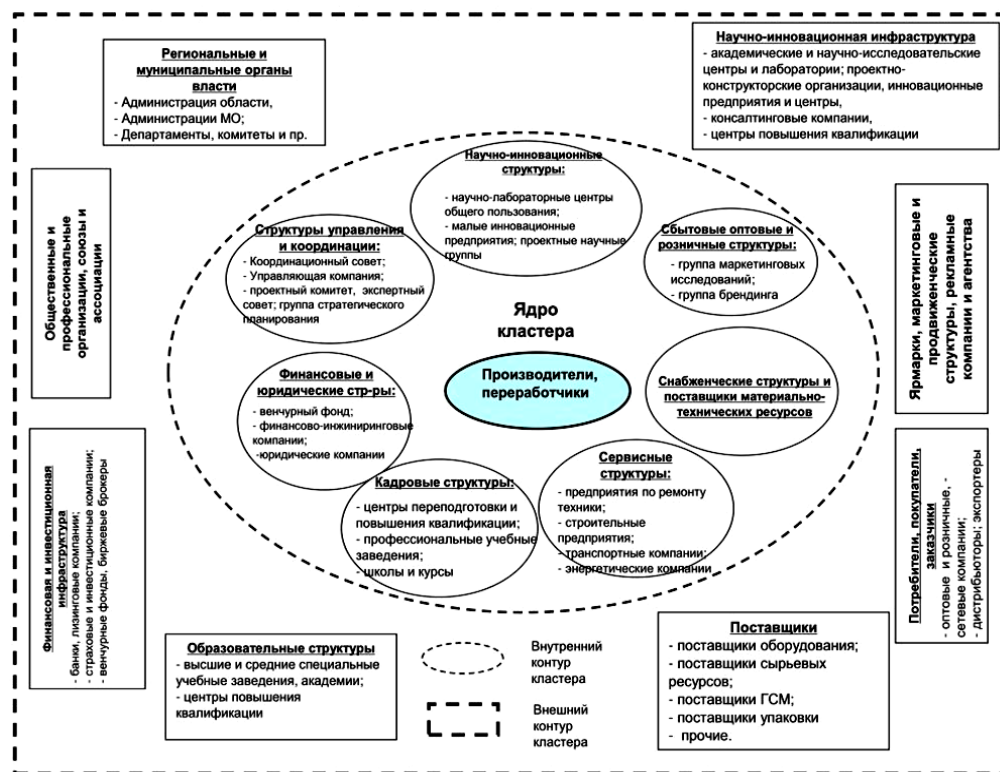 Региональные и
муниципальные органы
власти
- Администрация области,
- Администрации МО;
- Департаменты, комитеты и пр.
Научно-инновационная инфраструктура
- академические и научно-исследовательские
центры и лаборатории; проектно-
конструкторские организации, инновационные
предприятия и центры,
- консалтинговые компании,
- центры повышения квалификации
Общественные и
профессиональные
организации, союзы и
ассоциации
Научно-инновационные
структуры:
- научно-лабораторные центры
общего пользования;
- малые инновационные
предприятия; проектные научные
группы
Структуры управления
и координации:
- Координационный совет;
- Управляющая компания;
- проектный комитет, экспертный
совет; группа стратегического
планирования
Сбытовые оптовые и
розничные структуры:
- группа маркетинговых
исследований;
- группа брендинга
Ярмарки, маркетинговые и
продвиженческие
структуры, рекламные
компании и агентства
Ядро
кластера
Производители,
переработчики
Финансовые и
юридические стр-ры:
- венчурный фонд;
- финансово-инжиниринговые
компании;
-юридические компании
Снабженческие структуры и
поставщики материально-
технических ресурсов
Кадровые структуры:
- центры переподготовки и
повышения квалификации;
- профессиональные учебные
заведения;
- школы и курсы
Сервисные
структуры:
- предприятия по ремонту
техники;
- строительные
предприятия;
- транспортные компании;
- энергетические компании
Финансовая и инвестиционная
инфраструктура
- банки, лизинговые компании;
- страховые и инвестиционные компании;
- венчурные фонды, биржевые брокеры
Потребители, покупатели,
заказчики
- оптовые и розничные, -
сетевые компании;
- дистрибьюторы; экспортеры
Образовательные структуры
- высшие и средние специальные
учебные заведения, академии;
- центры повышения
квалификации
Внутренний
контур
кластера
Внешний
контур
кластера
Поставщики
- поставщики оборудования;
- поставщики сырьевых
ресурсов;
- поставщики ГСМ;
- поставщики упаковки
- прочие.